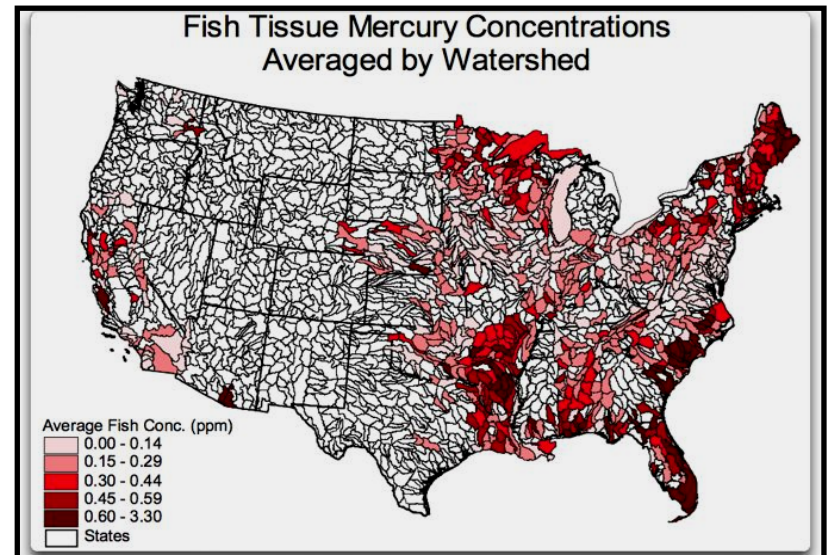 Fish Tissue Mercury Concentrations
Averaged by Watershed
Average Fish Conc. (ppm)
0.00 - 0.14
0.15 - 0.29
0.30 - 0.44
0.45 - 0.59
0.60 - 3.30
States